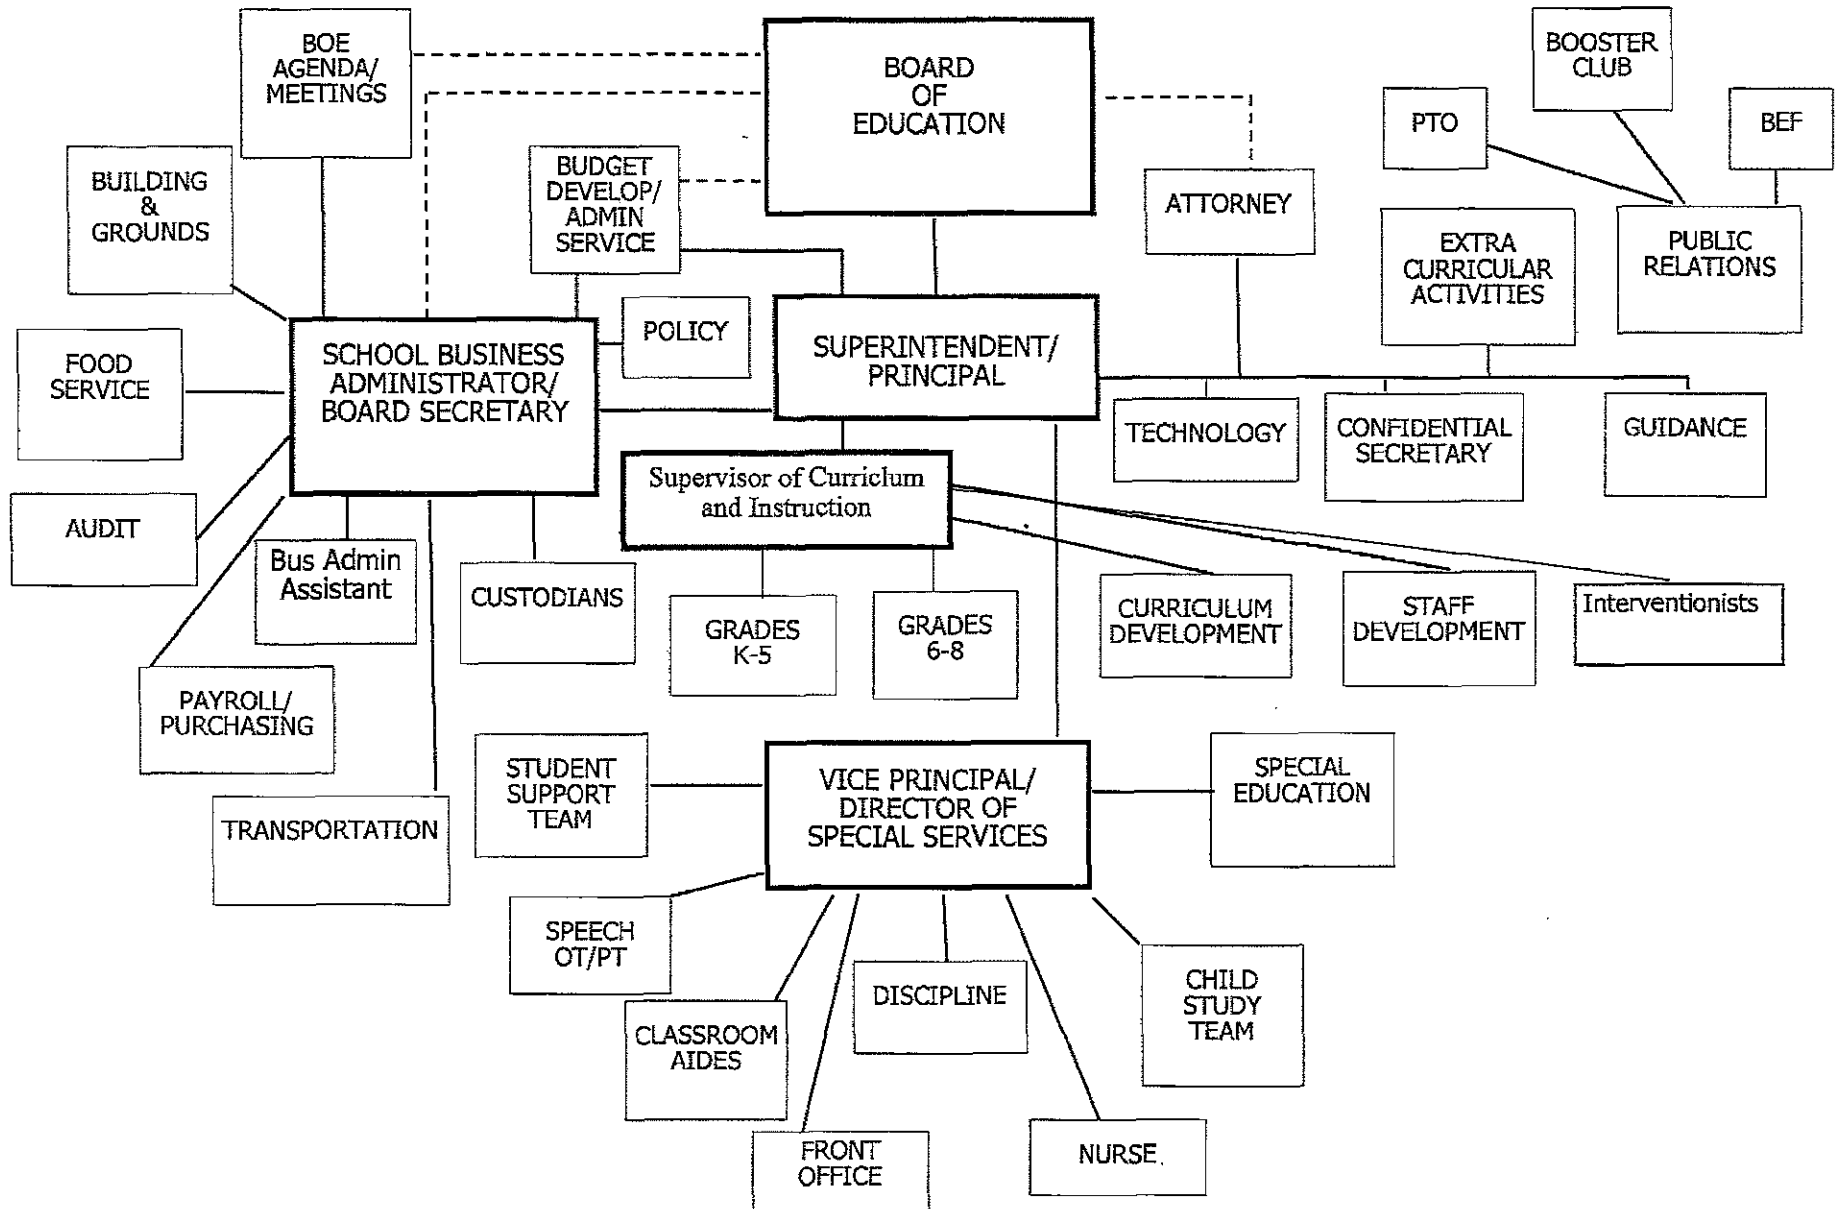 BOE
AGENDA/
MEETINGS
BOARD
OF
EDUCATION
BOOSTER
CLUB
PTO
BEF
BUILDING
&
GROUNDS
BUDGET
DEVELOP/
ADMIN
SERVICE
ATTORNEY
EXTRA
CURRICULAR
ACTIVITIES
PUBLIC
RELATIONS
FOOD
SERVICE
SCHOOL BUSINESS
ADMINISTRATOR/
BOARD SECRETARY
POLICY
SUPERINTENDENT/
PRINCIPAL
TECHNOLOGY
CONFIDENTIAL
SECRETARY
GUIDANCE
Supervisor of Curriclum
and Instruction
AUDIT
Bus Admin
Assistant
CUSTODIANS
GRADES
K-5
GRADES
6-8
CURRICULUM
DEVELOPMENT
STAFF
DEVELOPMENT
Interventionists
PAYROLL/
PURCHASING
TRANSPORTATION
STUDENT
SUPPORT
TEAM
VICE PRINCIPAL/
DIRECTOR OF
SPECIAL SERVICES
SPECIAL
EDUCATION
SPEECH
OT/PT
CLASSROOM
AIDES
DISCIPLINE
CHILD
STUDY
TEAM
FRONT
OFFICE
NURSE